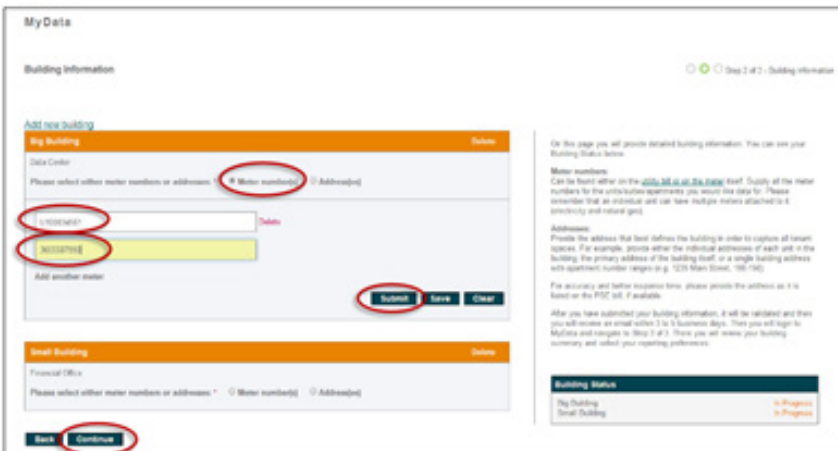 MyData
Building Information
Step 2 of 3 - Building Information
Add new building
Big Building Delete
Data Center
Please select either meter numbers or addresses: * Meter number(s) Address(es)
Delete
Add another meter
Submit Save Clear
Small Building Delete
Financial Office
Please select either meter numbers or addresses: * Meter number(s) Address(es)
Back Continue
On this page you will provide detailed building information. You can see your
Building Status below.
Meter numbers:
Can be found either on the utility bill or on the meter itself. Supply all the meter
numbers for the units/suites/apartments you would like data for. Please
remember that an individual unit can have multiple meters attached to it
(electricity and natural gas).
Addresses:
Provide the address that best defines the building in order to capture all tenant
spaces. For example, provide either the individual addresses of each unit in the
building, the primary address of the building itself, or a single building address
with apartment number ranges (e.g. Main Street,
For accuracy and better response time, please provide the address as it is
listed on the PSE bill, if available.
After you have submitted your building information, it will be validated and then
you will receive an email within 3 to 5 business days. Then you will login to
MyData and navigate to Step 3 of 3. There you will review your building
summary and select your reporting preferences.
Building Status
Big Building In Progress
Small Building In Progress